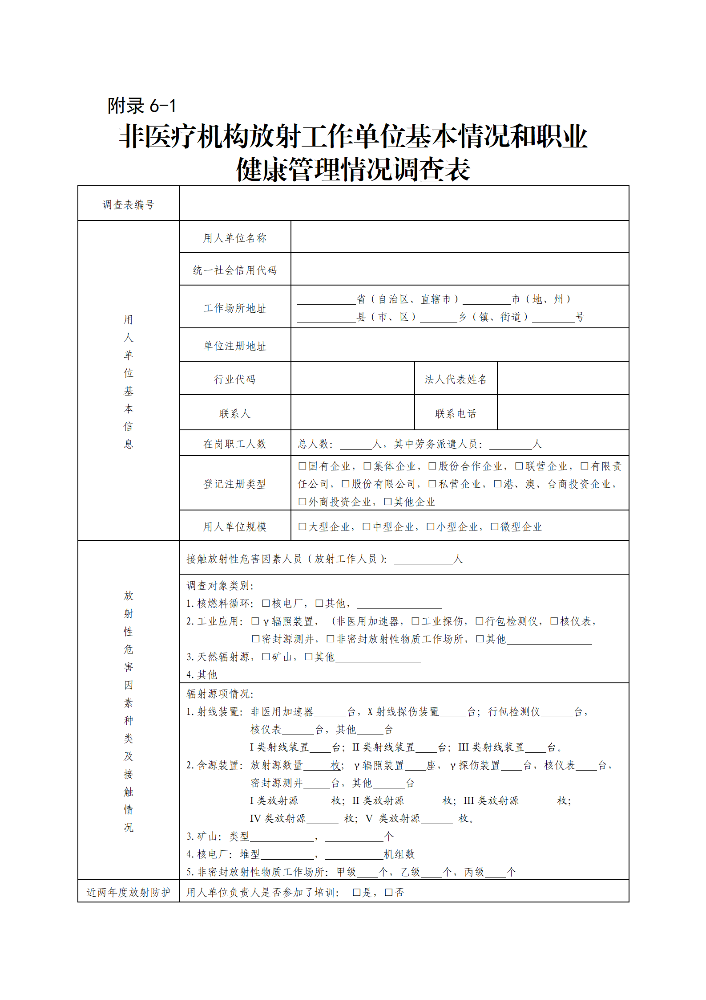 附录 6-1
非医疗机构放射工作单位基本情况和职业
健康管理情况调查表
调查表编号
用人单位基本信息
用人单位名称
统一社会信用代码
工作场所地址
___________省（自治区、直辖市）_________市（地、州）
___________县（市、区）_______乡（镇、街道）________号
单位注册地址
行业代码
法人代表姓名
联系人
联系电话
在岗职工人数
总人数：______人，其中劳务派遣人员：________人
登记注册类型
□国有企业，□集体企业，□股份合作企业，□联营企业，□有限责
任公司，□股份有限公司，□私营企业，□港、澳、台商投资企业，
□外商投资企业，□其他企业
用人单位规模
□大型企业，□中型企业，□小型企业，□微型企业
放射性危害因素种类及接触情况
接触放射性危害因素人员（放射工作人员）：___________人
调查对象类别：
1. 核燃料循环：□核电厂，□其他，________________
2. 工业应用：□ γ辐照装置，（非医用加速器，□工业探伤，□行包检测仪，□核仪表，
□密封源测井，□非密封放射性物质工作场所，□其他________________
3. 天然辐射源，□矿山，□其他________________
4. 其他_______________
辐射源项情况：
1. 射线装置：非医用加速器______台，X 射线探伤装置_____台；行包检测仪______台，
核仪表______台，其他_____台
I 类射线装置____台；II 类射线装置____台；III 类射线装置____台。
2. 含源装置：放射源数量_____枚；γ辐照装置____座，γ探伤装置____台，核仪表____台，
密封源测井_____台，其他______台
I 类放射源______枚；II 类放射源______ 枚；III 类放射源______ 枚；
IV 类放射源______ 枚；V 类放射源______ 枚。
3. 矿山：类型____________，___________个
4. 核电厂：堆型__________，___________机组数
5. 非密封放射性物质工作场所：甲级____个，乙级____个，丙级____个
近两年度放射防护
用人单位负责人是否参加了培训： □是，□否